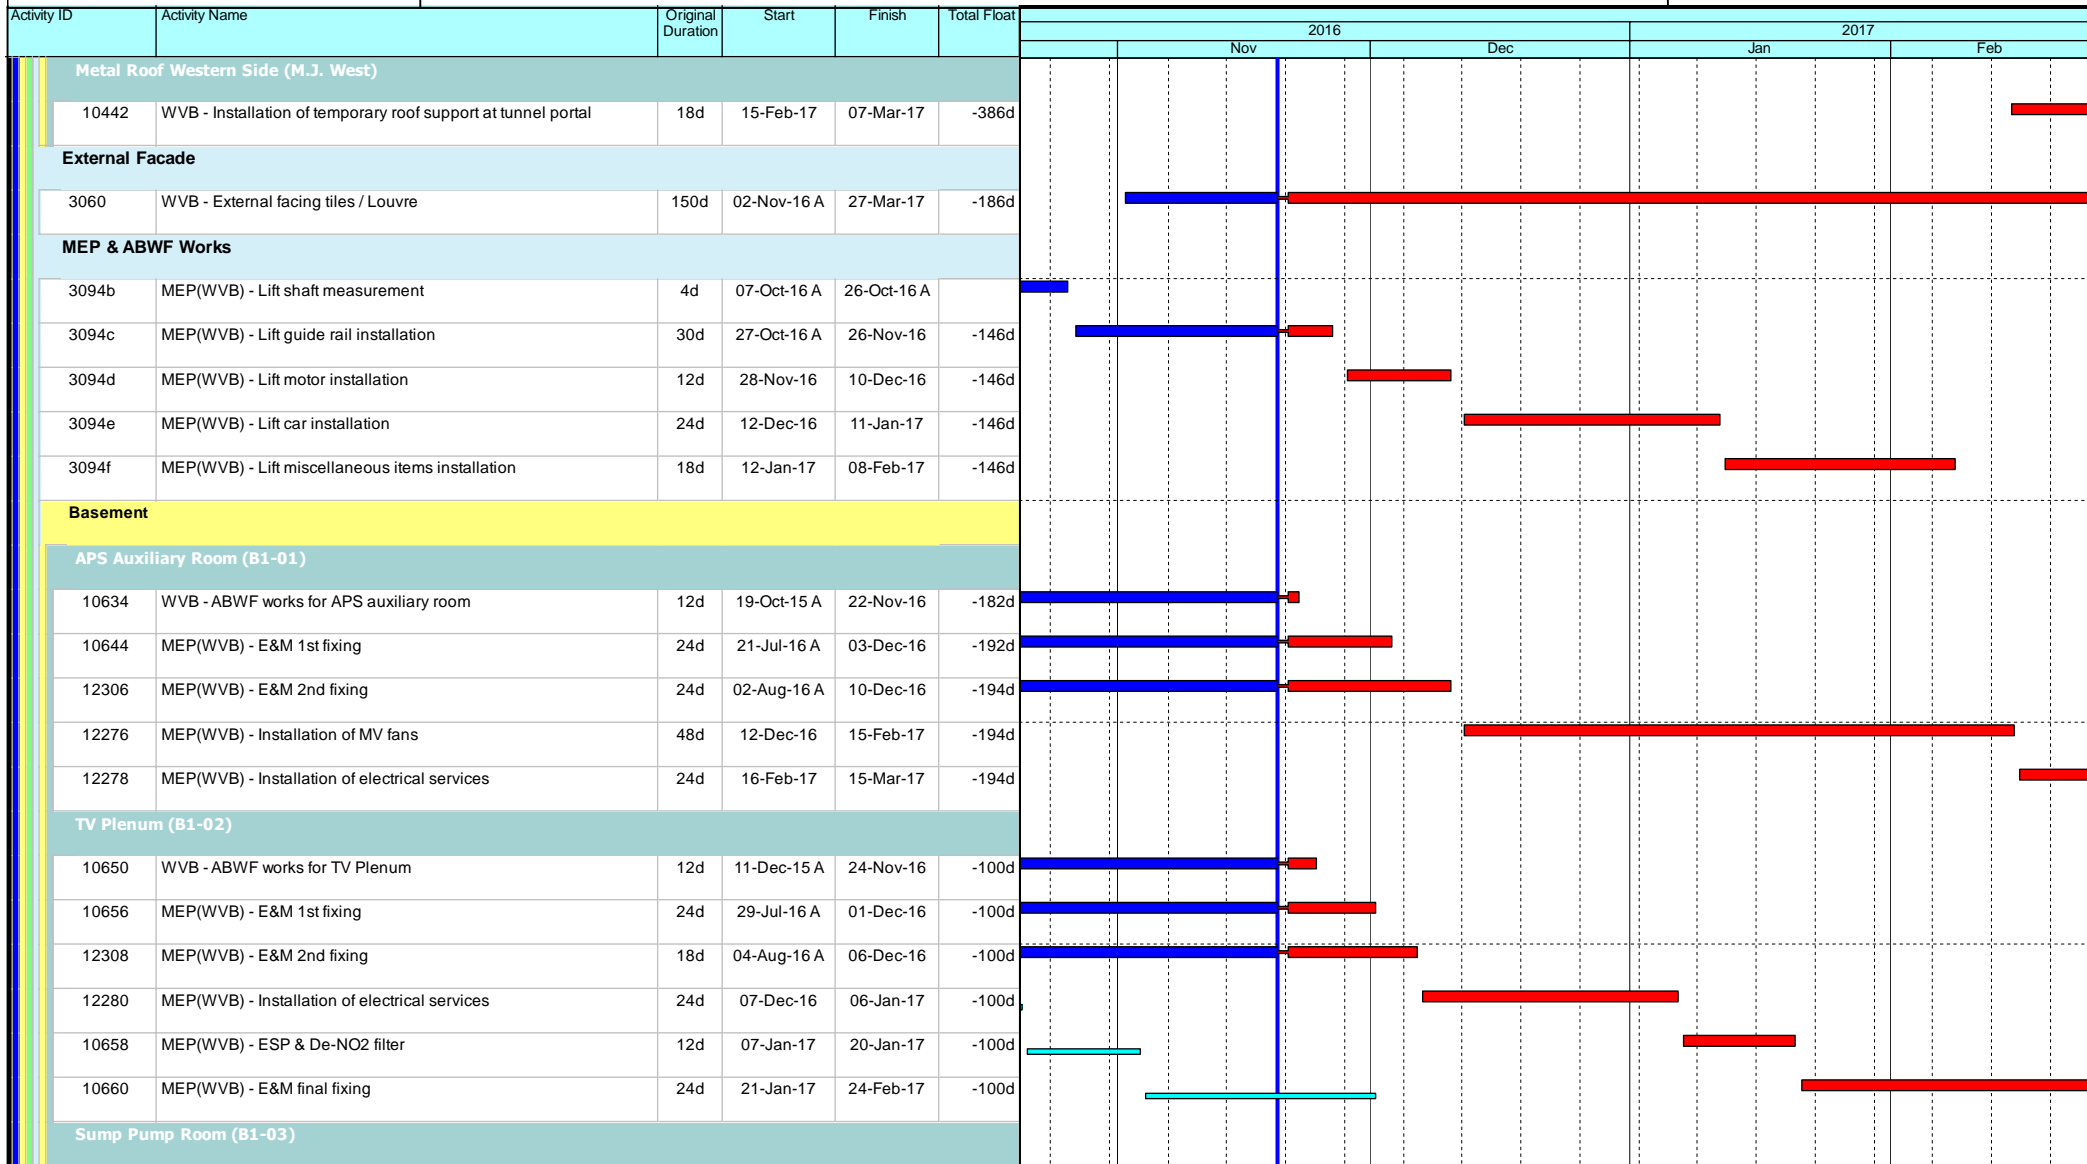 Activity ID Activity Name Original Duration Start Finish Total Float
2016 2017
Nov Dec Jan Feb
Metal Roof Western Side (M.J. West)
10442 WVB - Installation of temporary roof support at tunnel portal 18d 15-Feb-17 07-Mar-17 -386d
External Facade
3060 WVB - External facing tiles / Louvre 150d 02-Nov-16 A 27-Mar-17 -186d
MEP & ABWF Works
3094b MEP(WVB) - Lift shaft measurement 4d 07-Oct-16 A 26-Oct-16 A
3094c MEP(WVB) - Lift guide rail installation 30d 27-Oct-16 A 26-Nov-16 -146d
3094d MEP(WVB) - Lift motor installation 12d 28-Nov-16 10-Dec-16 -146d
3094e MEP(WVB) - Lift car installation 24d 12-Dec-16 11-Jan-17 -146d
3094f MEP(WVB) - Lift miscellaneous items installation 18d 12-Jan-17 08-Feb-17 -146d
Basement
APS Auxiliary Room (B1-01)
10634 WVB - ABWF works for APS auxiliary room 12d 19-Oct-15 A 22-Nov-16 -182d
10644 MEP(WVB) - E&M 1st fixing 24d 21-Jul-16 A 03-Dec-16 -192d
12306 MEP(WVB) - E&M 2nd fixing 24d 02-Aug-16 A 10-Dec-16 -194d
12276 MEP(WVB) - Installation of MV fans 48d 12-Dec-16 15-Feb-17 -194d
12278 MEP(WVB) - Installation of electrical services 24d 16-Feb-17 15-Mar-17 -194d
TV Plenum (B1-02)
10650 WVB - ABWF works for TV Plenum 12d 11-Dec-15 A 24-Nov-16 -100d
10656 MEP(WVB) - E&M 1st fixing 24d 29-Jul-16 A 01-Dec-16 -100d
12308 MEP(WVB) - E&M 2nd fixing 18d 04-Aug-16 A 06-Dec-16 -100d
12280 MEP(WVB) - Installation of electrical services 24d 07-Dec-16 06-Jan-17 -100d
10658 MEP(WVB) - ESP & De-NO2 filter 12d 07-Jan-17 20-Jan-17 -100d
10660 MEP(WVB) - E&M final fixing 24d 21-Jan-17 24-Feb-17 -100d
Sump Pump Room (B1-03)